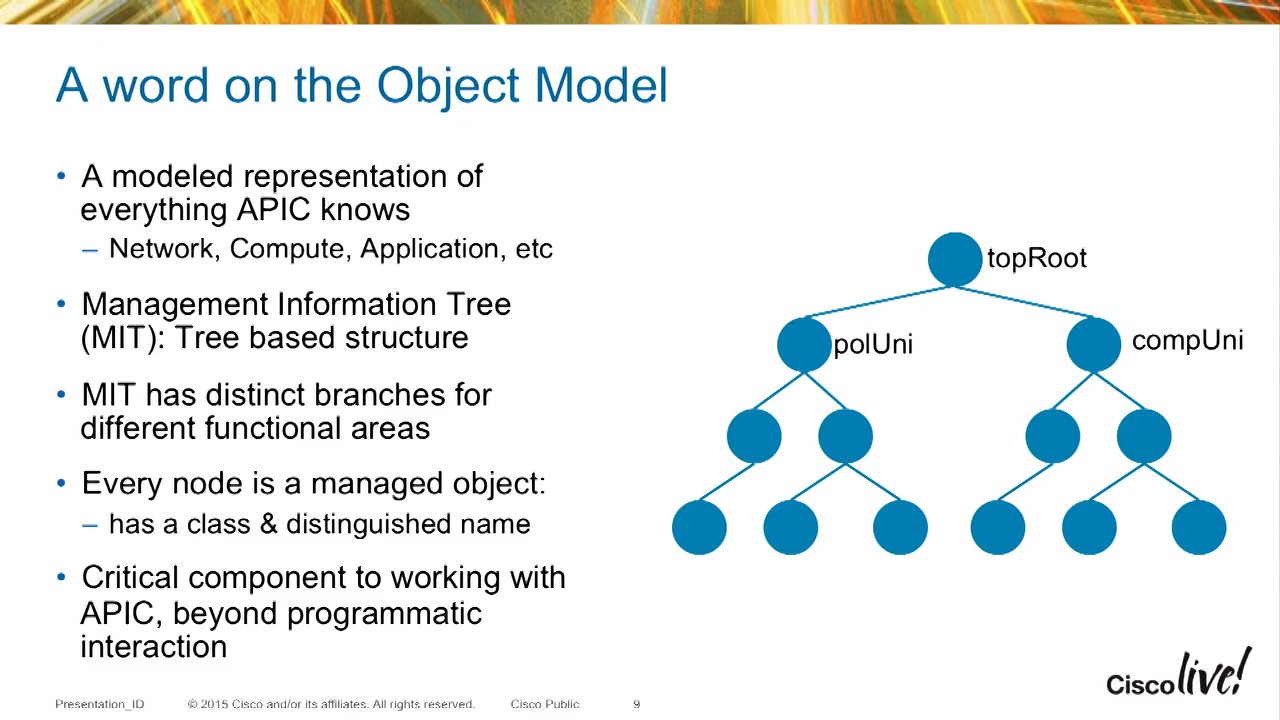 A word on the Object Model
• A modeled representation of
everything APIC knows
– Network, Compute, Application, etc
• Management Information Tree
(MIT): Tree based structure
• MIT has distinct branches for
different functional areas
• Every node is a managed object:
– has a class & distinguished name
• Critical component to working with
APIC, beyond programmatic
interaction
topRoot
polUni
compUni
Cisco live!
Presentation_ID © 2015 Cisco and/or its affiliates. All rights reserved. Cisco Public 9